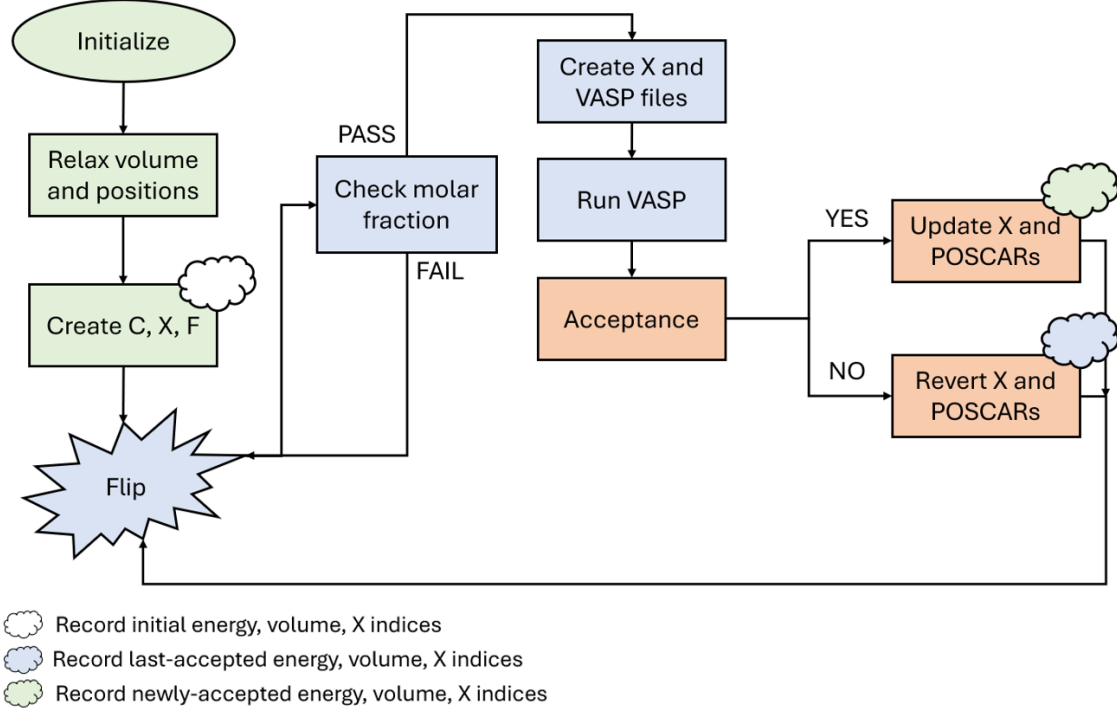 Initialize
Relax volume
and positions
Create C, X, F
Flip
PASS
Check molar
fraction
FAIL
Create X and
VASP files
Run VASP
Acceptance
YES
Update X and
POSCARs
NO
Revert X and
POSCARs
Record initial energy, volume, X indices
Record last-accepted energy, volume, X indices
Record newly-accepted energy, volume, X indices